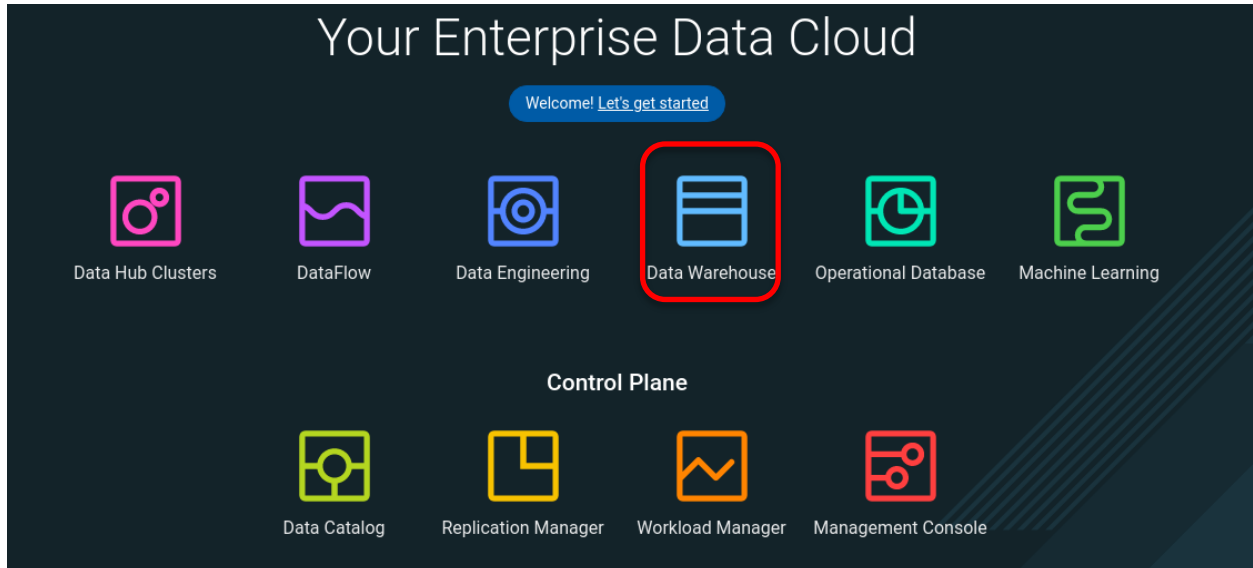 Your Enterprise Data Cloud
Welcome! Let's get started
Data Hub Clusters
DataFlow
Data Engineering
Data Warehouse
Operational Database
Machine Learning
Control Plane
Data Catalog
Replication Manager
Workload Manager
Management Console